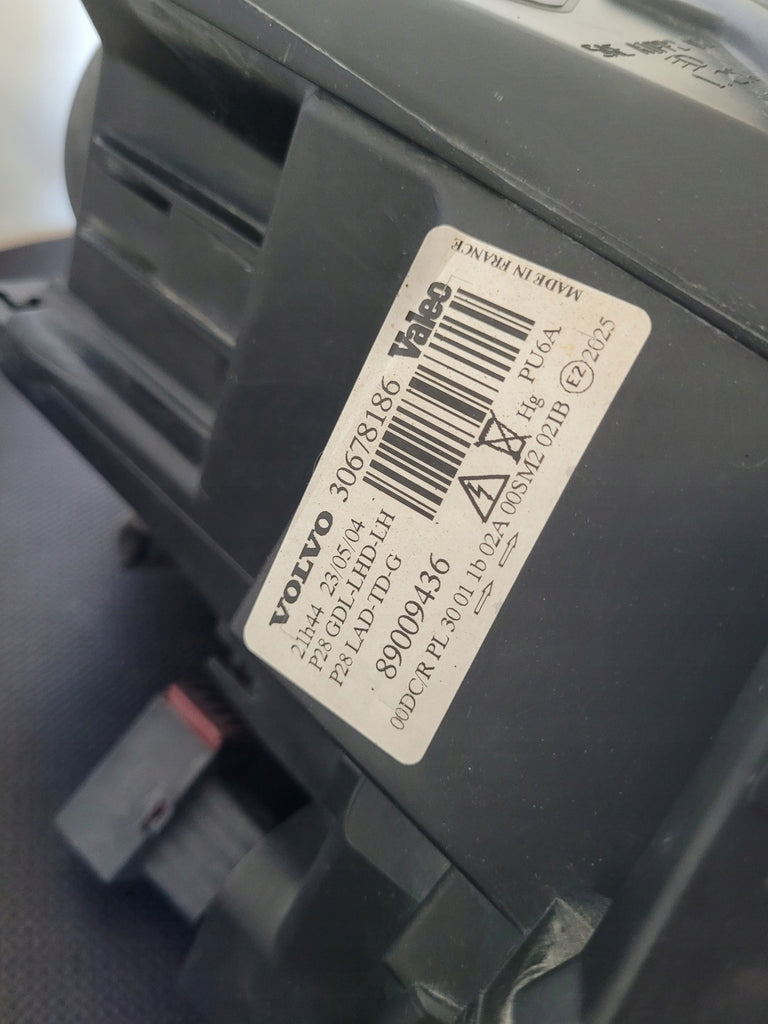 VOLVO 30678186 Valeo
MADE IN FRANCE
21h44 23/05/04
P28 GDL-LHD-LH
P28 LAD-TD-G
89009436
Hg PU6A
00DC/R PL 30 01 1b 02A 00SM2 02IB E2 2025